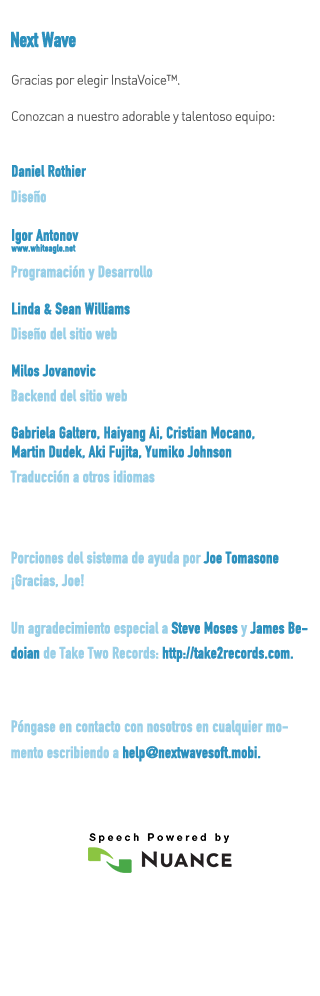 Next Wave
Gracias por elegir InstaVoice™.
Conozcan a nuestro adorable y talentoso equipo:
Daniel Rothier
Diseño
Igor Antonov
www.whiteagle.net
Programación y Desarrollo
Linda & Sean Williams
Diseño del sitio web
Milos Jovanovic
Backend del sitio web
Gabriela Galtero, Haiyang Ai, Cristian Mocano,
Martin Dudek, Aki Fujita, Yumiko Johnson
Traducción a otros idiomas
Porciones del sistema de ayuda por Joe Tomasone
¡Gracias, Joe!
Un agradecimiento especial a Steve Moses y James Be-
doian de Take Two Records: http://take2records.com.
Póngase en contacto con nosotros en cualquier mo-
mento escribiendo a help@nextwavesoft.mobi.
Speech Powered by
NUANCE